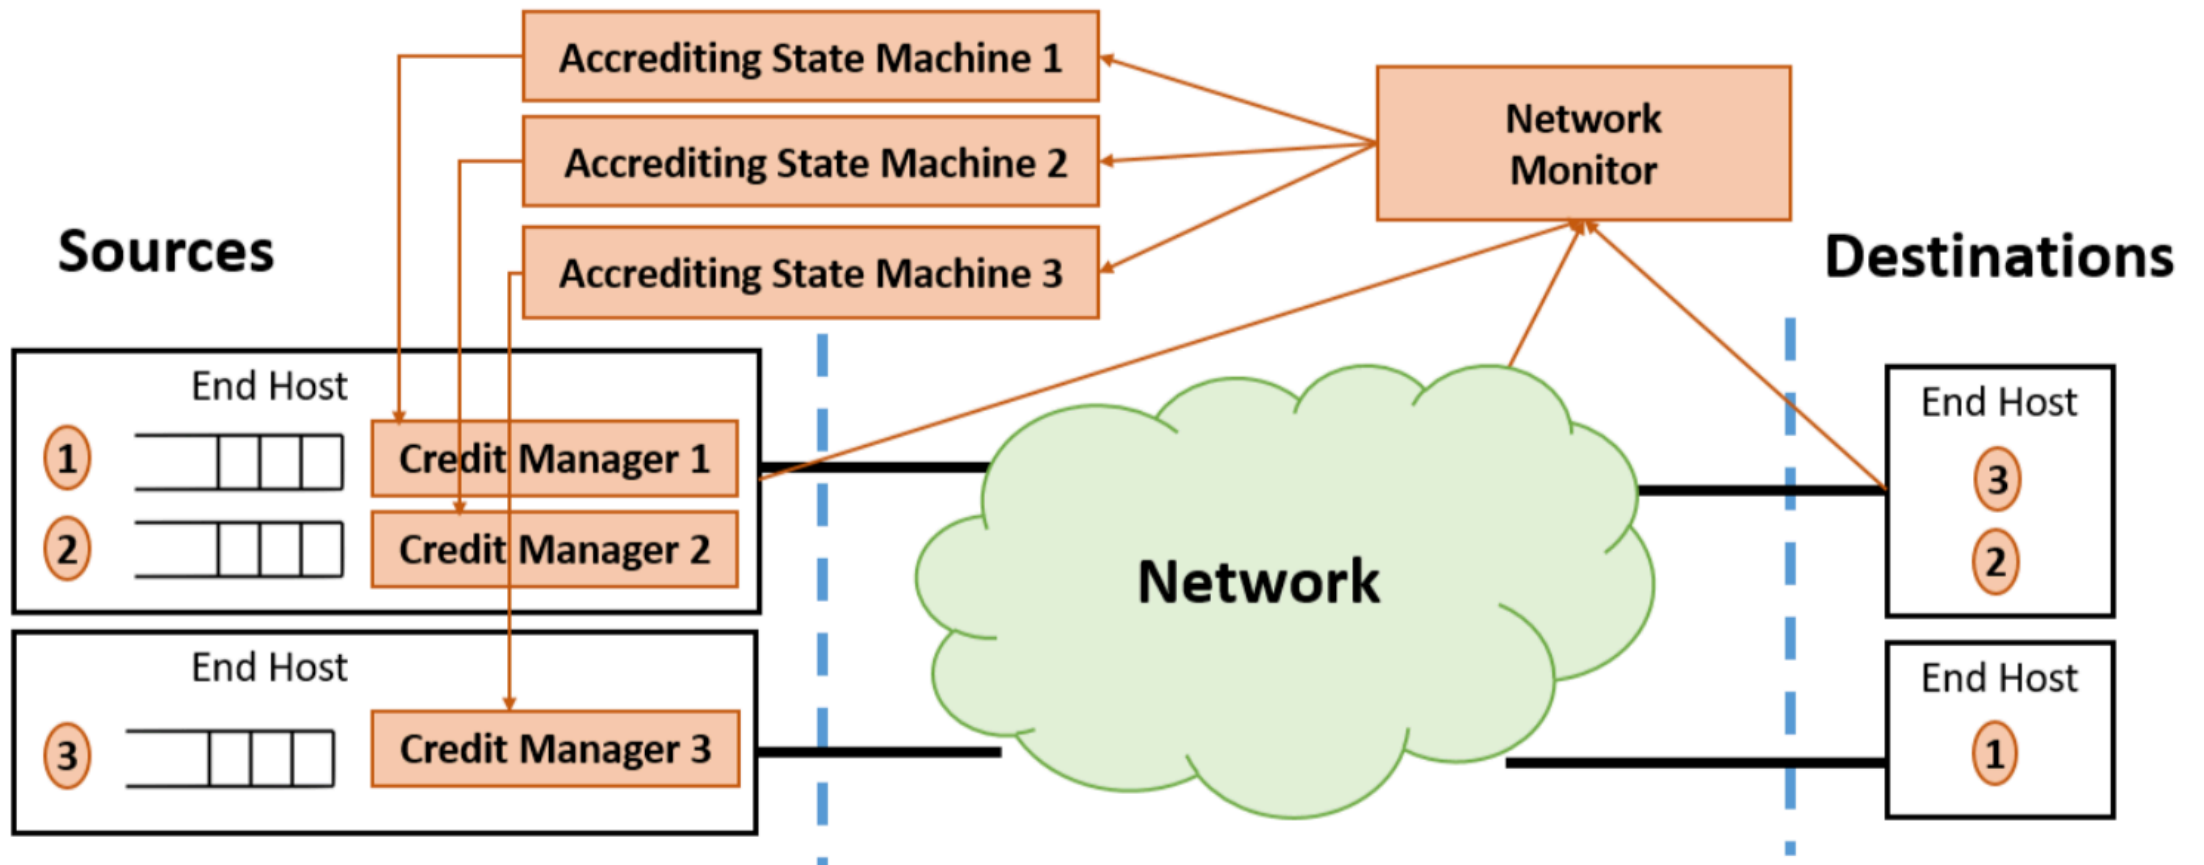 Accrediting State Machine 1
Accrediting State Machine 2
Accrediting State Machine 3
Network
Monitor
Sources
Destinations
End Host
1
Credit Manager 1
2
Credit Manager 2
End Host
3
Credit Manager 3
Network
End Host
3
2
End Host
1